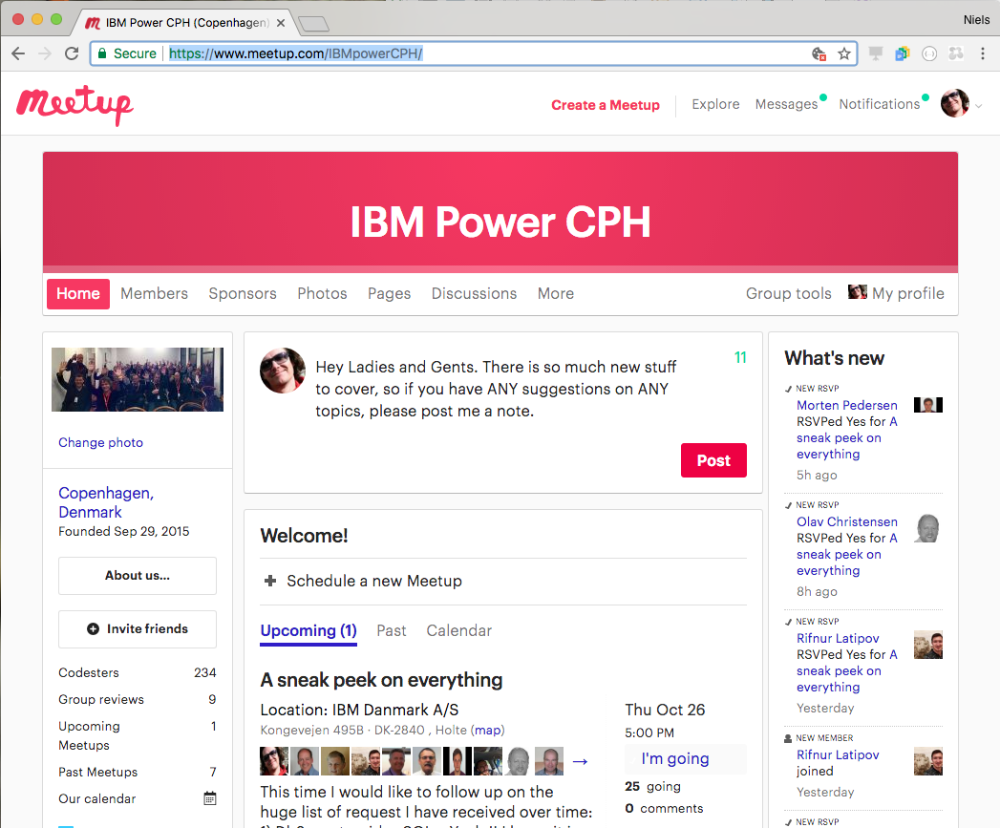 IBM Power CPH (Copenhagen)
Niels
Secure
https://www.meetup.com/IBMpowerCPH/
meetup
Create a Meetup
Explore
Messages
Notifications
IBM Power CPH
Home
Members
Sponsors
Photos
Pages
Discussions
More
Group tools
My profile
Change photo
Copenhagen,
Denmark
Founded Sep 29, 2015
About us...
Invite friends
Codesters 234
Group reviews 9
Upcoming 1
Meetups
Past Meetups 7
Our calendar
Hey Ladies and Gents. There is so much new stuff
to cover, so if you have ANY suggestions on ANY
topics, please post me a note.
11
Post
Welcome!
Schedule a new Meetup
Upcoming (1)
Past
Calendar
A sneak peek on everything
Location: IBM Danmark A/S
Kongevejen 495B · DK-2840 , Holte (map)
→
This time I would like to follow up on the
huge list of request I have received over time:
Thu Oct 26
5:00 PM
I'm going
25 going
0 comments
What's new
NEW RSVP
Morten Pedersen
RSVPed Yes for A
sneak peek on
everything
5h ago
NEW RSVP
Olav Christensen
RSVPed Yes for A
sneak peek on
everything
8h ago
NEW RSVP
Rifnur Latipov
RSVPed Yes for A
sneak peek on
everything
Yesterday
NEW MEMBER
Rifnur Latipov
joined
Yesterday
NEW RSVP